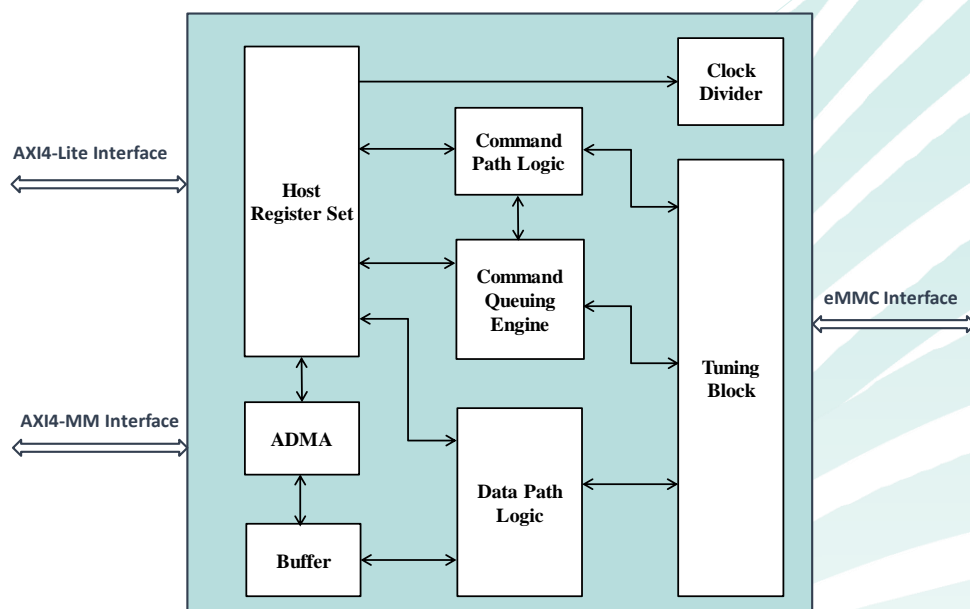 Clock
Divider
Command
Path Logic
AXI4-Lite Interface
Host
Register Set
Command
Queuing
Engine
eMMC Interface
Tuning
Block
AXI4-MM Interface
ADMA
Data Path
Logic
Buffer